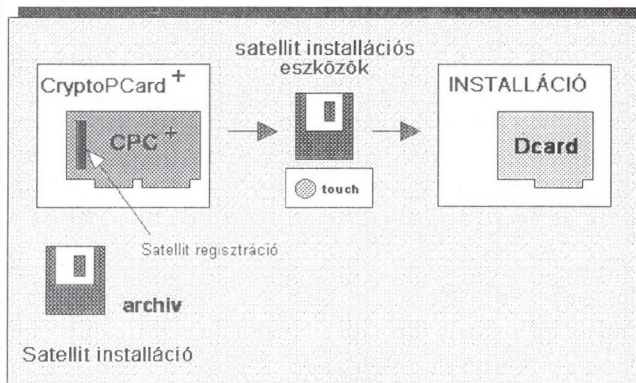 satellit installációs
eszközök
CryptoPCard +
CPC +
touch
INSTALLÁCIÓ
Dcard
Satellit regisztráció
archiv
Satellit installáció